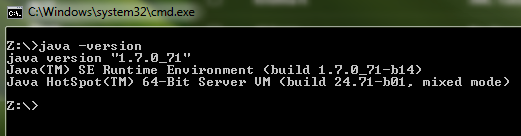 C:\Windows\system32\cmd.exe
Z:\>java -version
java version "1.7.0_71"
Java(TM) SE Runtime Environment (build 1.7.0_71-b14)
Java HotSpot(TM) 64-Bit Server VM (build 24.71-b01, mixed mode)
Z:\>